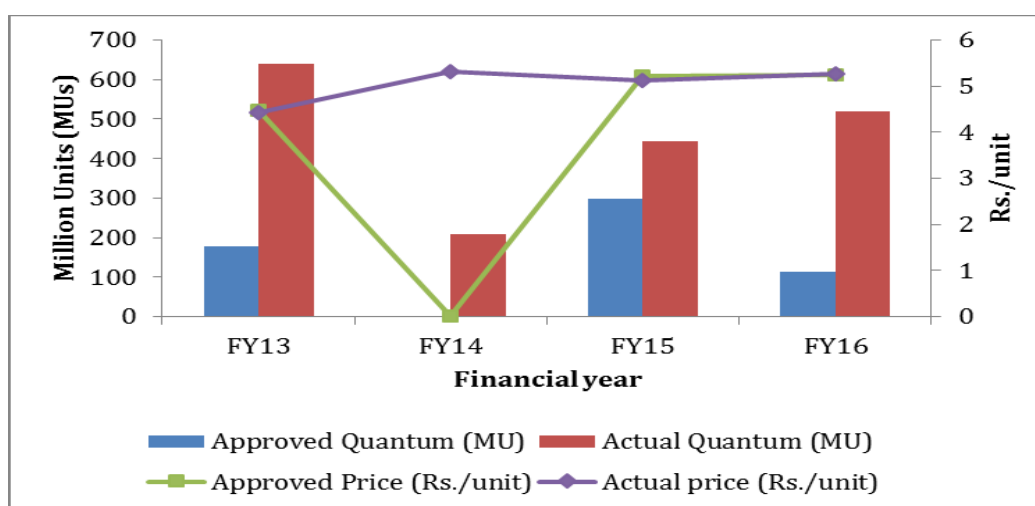 700
600
500
400
300
200
100
0
Million Units (MUs)
6
5
4
3
2
1
0
Rs./unit
FY13 FY14 FY15 FY16
Financial year
Approved Quantum (MU) Actual Quantum (MU)
Approved Price (Rs./unit) Actual price (Rs./unit)